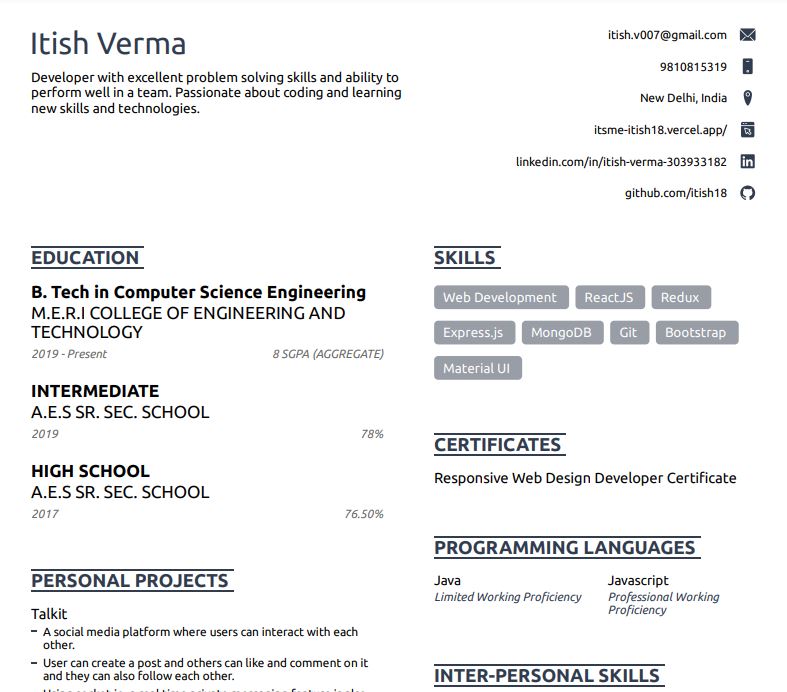 Itish Verma
Developer with excellent problem solving skills and ability to
perform well in a team. Passionate about coding and learning
new skills and technologies.
itish.v007@gmail.com
9810815319
New Delhi, India
itsme-itish18.vercel.app/
linkedin.com/in/itish-verma-303933182
github.com/itish18
EDUCATION
B. Tech in Computer Science Engineering
M.E.R.I COLLEGE OF ENGINEERING AND
TECHNOLOGY
2019 - Present 8 SGPA (AGGREGATE)
INTERMEDIATE
A.E.S SR. SEC. SCHOOL
2019 78%
HIGH SCHOOL
A.E.S SR. SEC. SCHOOL
2017 76.50%
PERSONAL PROJECTS
Talkit
– A social media platform where users can interact with each
other.
– User can create a post and others can like and comment on it
and they can also follow each other.
SKILLS
Web Development ReactJS Redux
Express.js MongoDB Git Bootstrap
Material UI
CERTIFICATES
Responsive Web Design Developer Certificate
PROGRAMMING LANGUAGES
Java
Limited Working Proficiency
Javascript
Professional Working
Proficiency
INTER-PERSONAL SKILLS